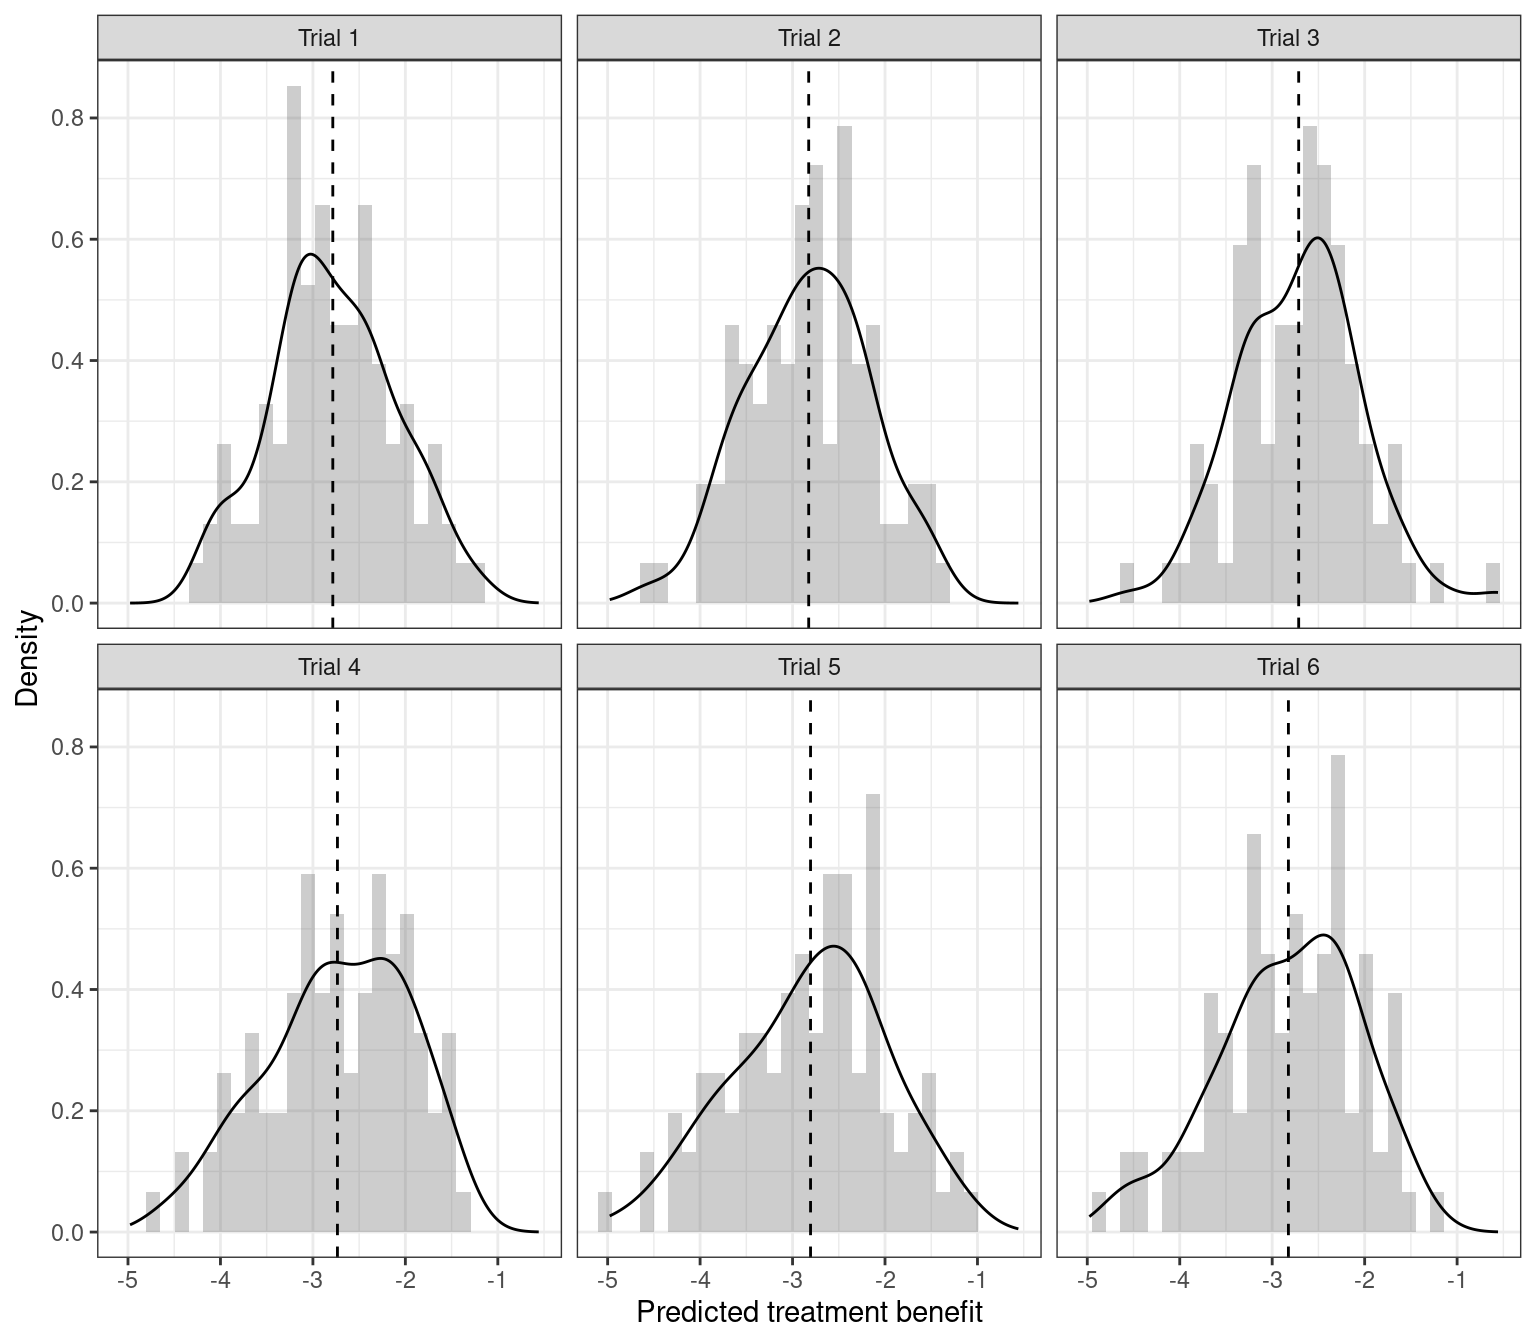 Trial 1
Trial 2
Trial 3
0.8
0.6
0.4
0.2
0.0
Density
Trial 4
Trial 5
Trial 6
0.8
0.6
0.4
0.2
0.0
-5 -4 -3 -2 -1
-5 -4 -3 -2 -1
-5 -4 -3 -2 -1
Predicted treatment benefit